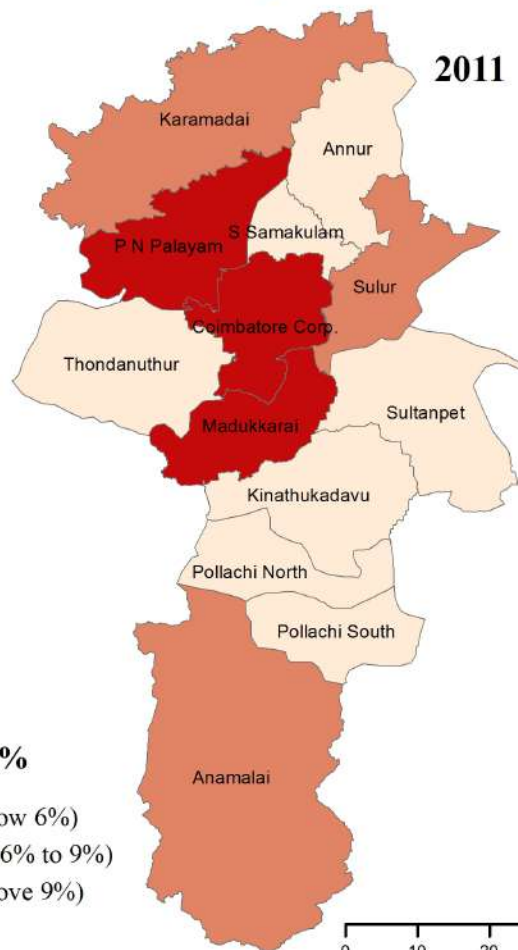 2011
Karamadai
Annur
P N Palayam
S Samakulam
Sulur
Coimbatore Corp.
Thondanuthur
Sultanpet
Madukkarai
Kinathukadavu
Pollachi North
Pollachi South
Anamalai
%
ow 6%)
6% to 9%)
ove 9%)
0 10 20